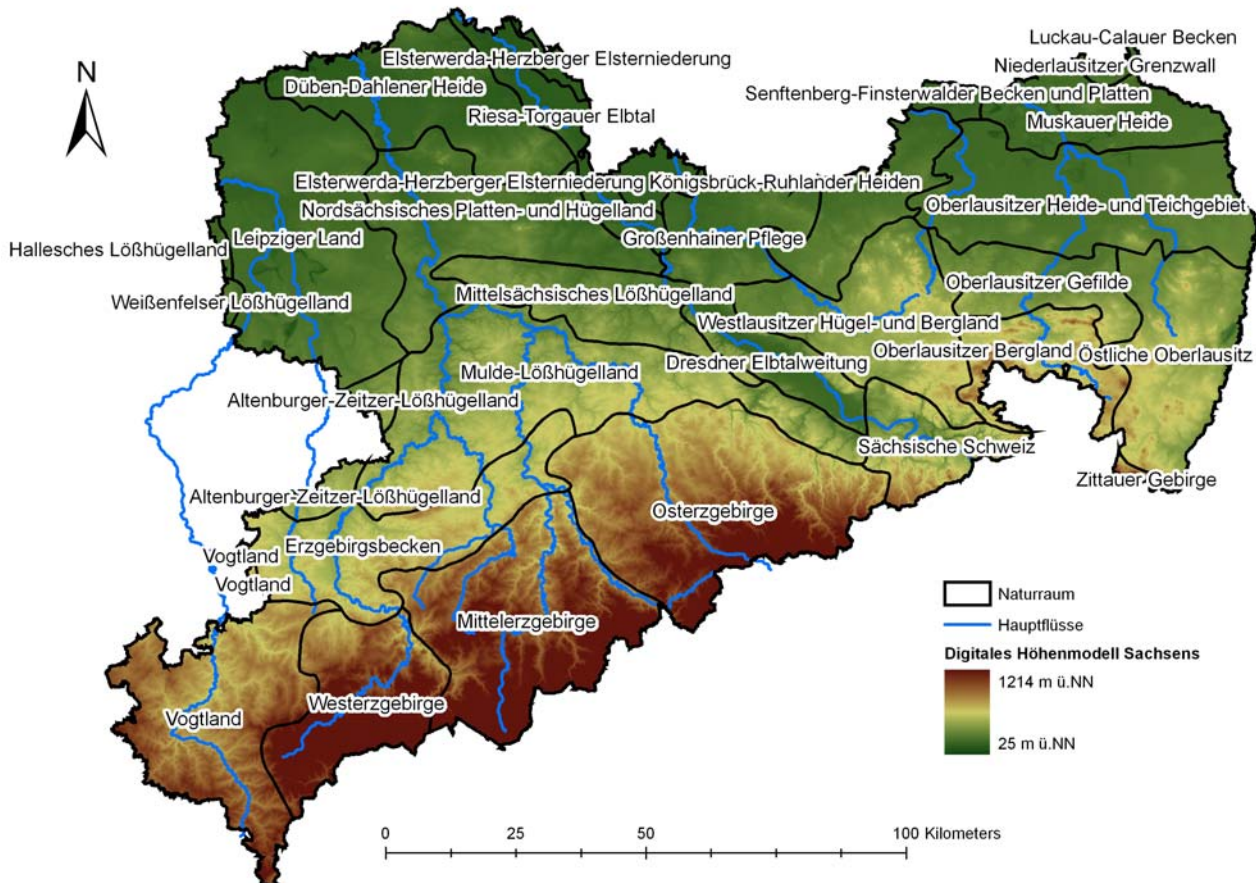 Luckau-Calauer Becken
N
Elsterwerda-Herzberger Elsterniederung
Niederlausitzer Grenzwall
Düben-Dahlener Heide
Senftenberg-Finsterwalder Becken und Platten
Riesa-Torgauer Elbtal
Muskauer Heide
Elsterwerda-Herzberger Elsterniederung
Königsbrück-Ruhlander Heiden
Nordsächsisches Platten- und Hügelland
Oberlausitzer Heide- und Teichgebiet
Leipziger Land
Großenhainer Pflege
Hallesches Lößhügelland
Oberlausitzer Gefilde
Weißenfelser Lößhügelland
Mittelsächsisches Lößhügelland
Westlausitzer Hügel- und Bergland
Oberlausitzer Bergland
Östliche Oberlausitz
Dresdner Elbtalweitung
Mulde-Lößhügelland
Altenburger-Zeitzer-Lößhügelland
Sächsische Schweiz
Zittauer Gebirge
Altenburger-Zeitzer-Lößhügelland
Osterzgebirge
Erzgebirgsbecken
Vogtland
Vogtland
Mittelerzgebirge
Westerzgebirge
Vogtland
Naturraum
Hauptflüsse
Digitales Höhenmodell Sachsens
1214 m ü.NN
25 m ü.NN
0 25 50 100 Kilometers